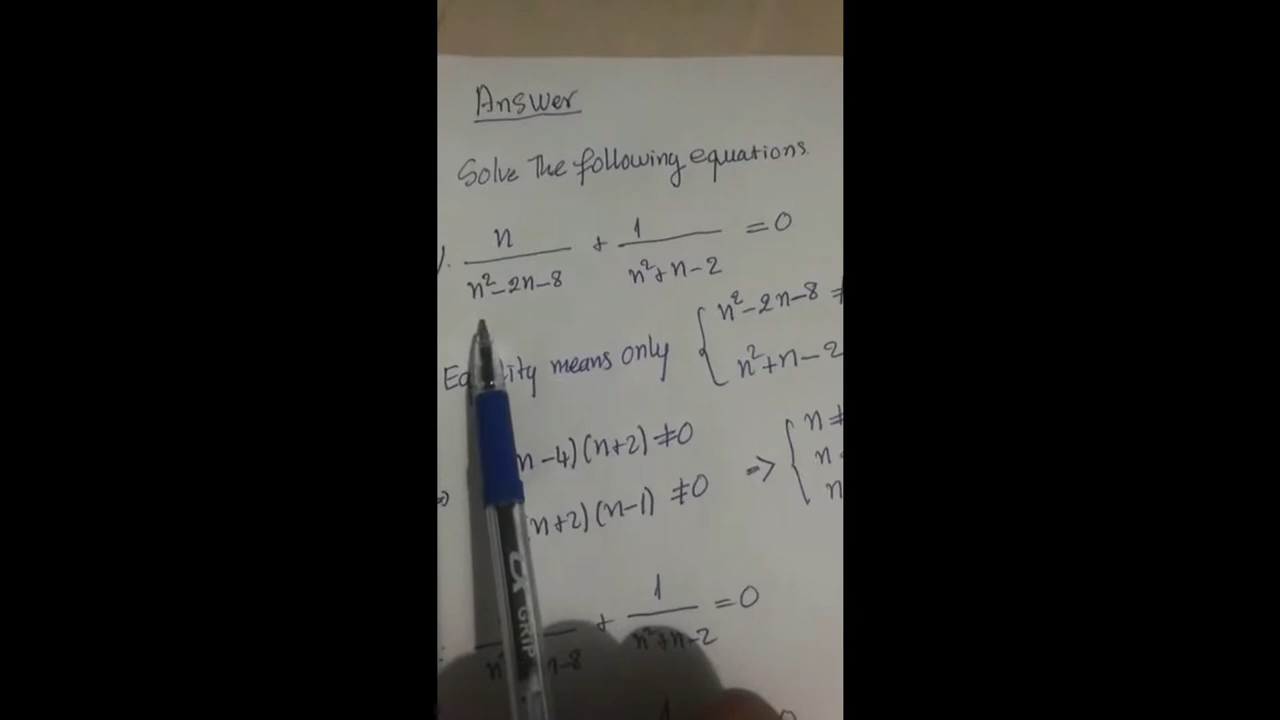 Answer
Solve The following equations
). n/(n²-2n-8) + 1/(n²+n-2) = 0
means only { n²-2n-8 ≠
n²+n-2
n-4)(n+2) ≠0
n+2)(n-1) ≠0 => { n ≠
n
n
+ 1/(n²+n-2) = 0
GRIP